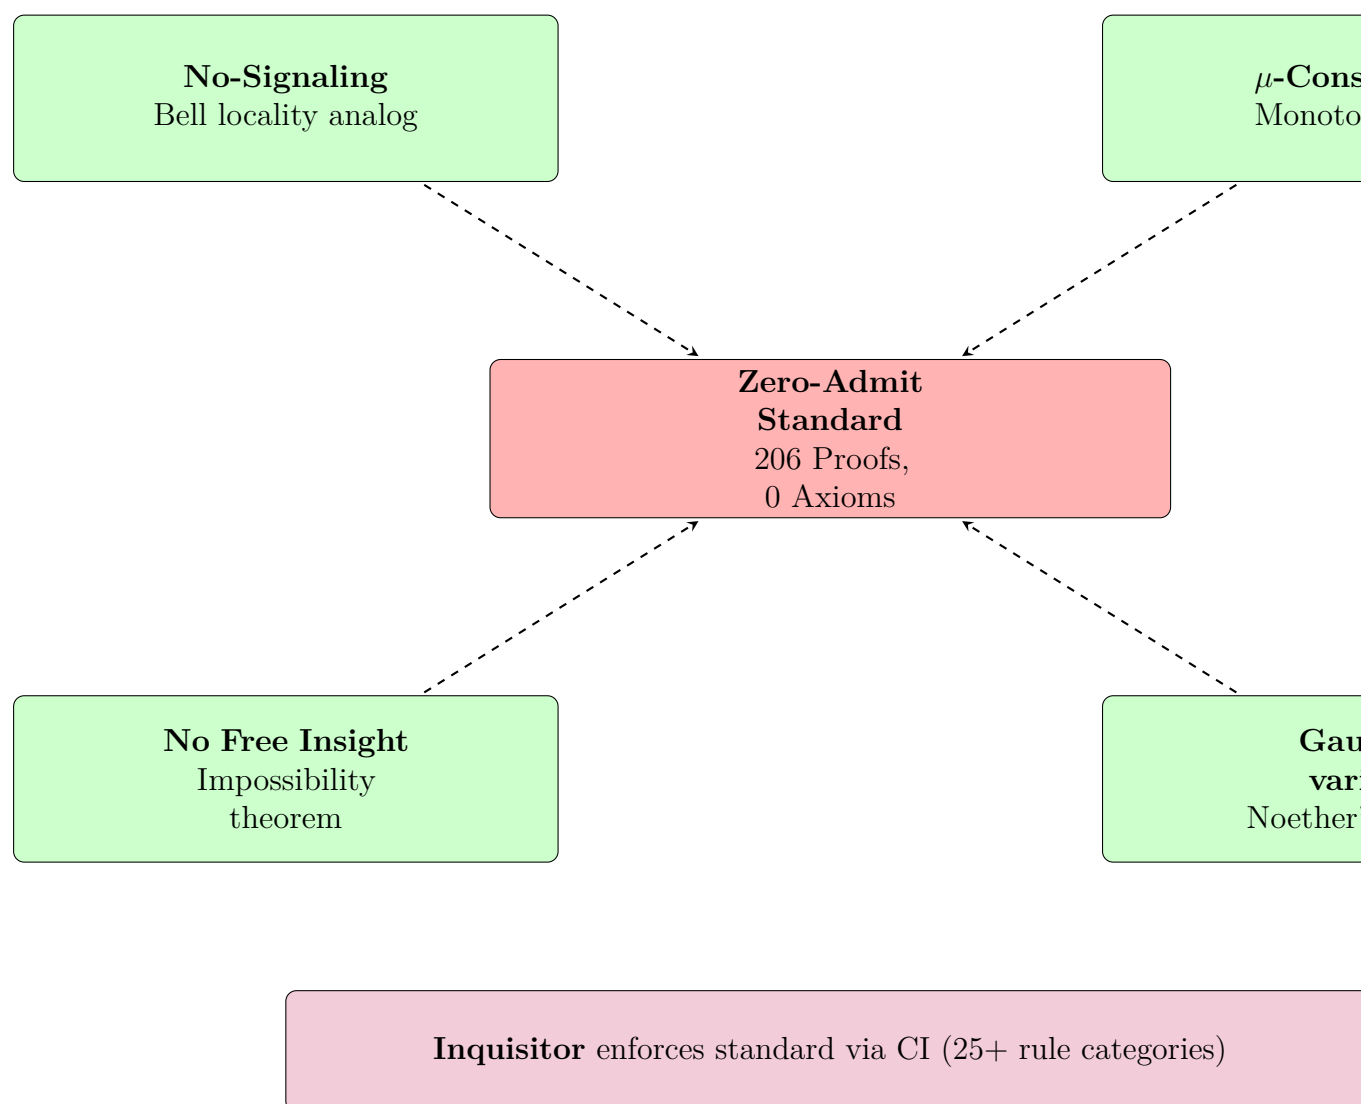 No-Signaling
Bell locality analog
μ-Cons
Monoto
Zero-Admit
Standard
206 Proofs,
0 Axioms
No Free Insight
Impossibility
theorem
Gau
vari
Noether'
Inquisitor enforces standard via CI (25+ rule categories)